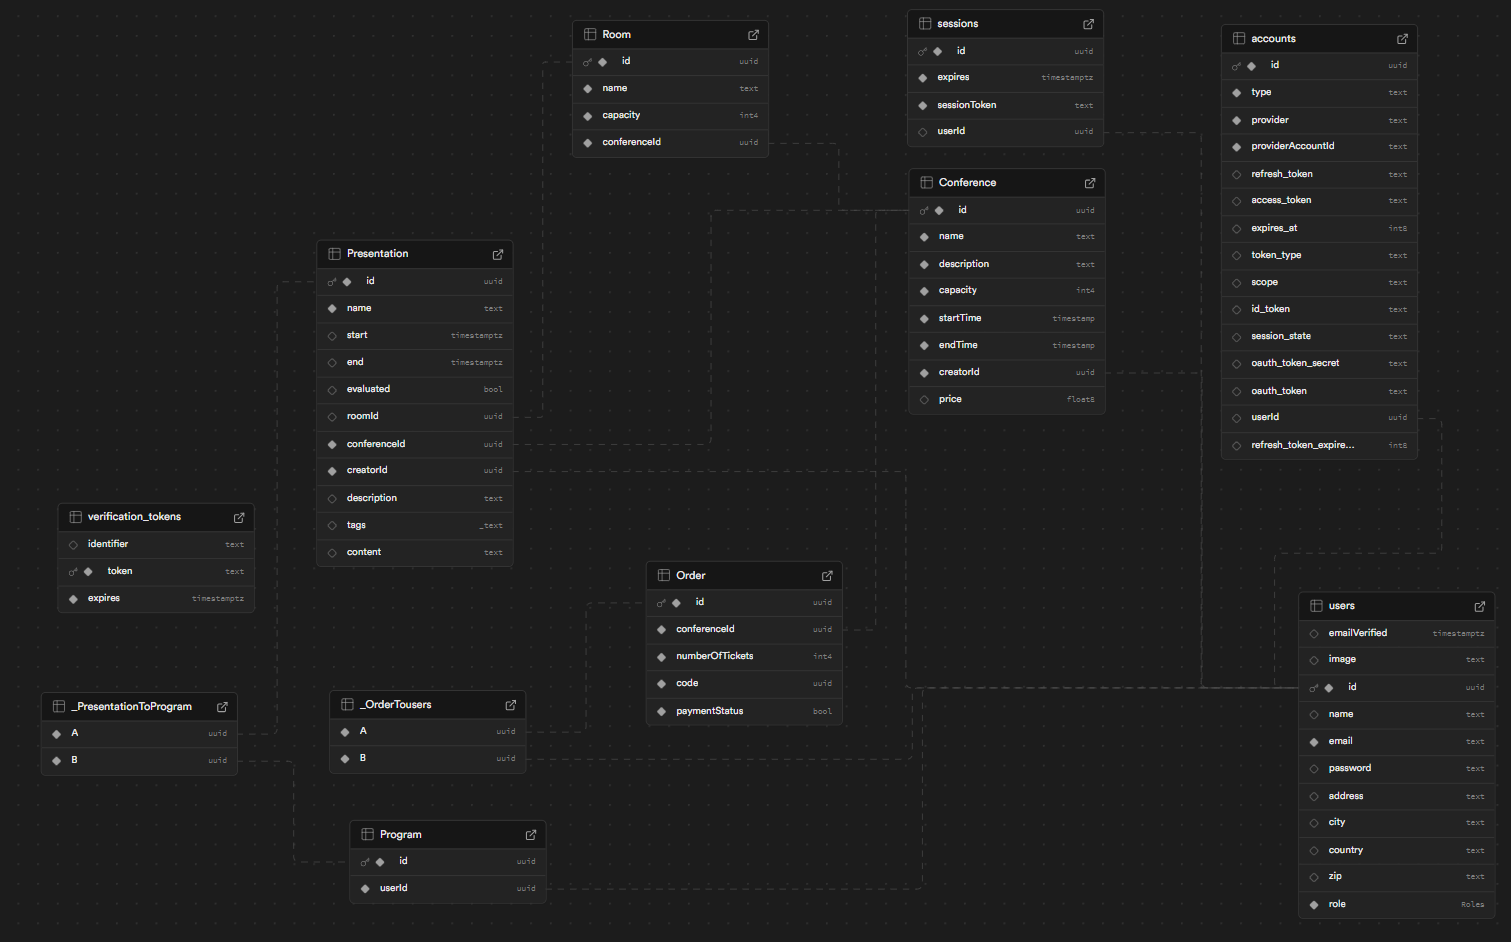 Room
id uuid
name text
capacity int4
conferenceId uuid
sessions
id uuid
expires timestamptz
sessionToken text
userId uuid
accounts
id uuid
type text
provider text
providerAccountId text
refresh_token text
access_token text
expires_at int8
token_type text
scope text
id_token text
session_state text
oauth_token_secret text
oauth_token text
userId uuid
refresh_token_expire... int8
Conference
id uuid
name text
description text
capacity int4
startTime timestamp
endTime timestamp
creatorId uuid
price float8
Presentation
id uuid
name text
start timestamptz
end timestamptz
evaluated bool
roomId uuid
conferenceId uuid
creatorId uuid
description text
tags _text
content text
verification_tokens
identifier text
token text
expires timestamptz
Order
id uuid
conferenceId uuid
numberOfTickets int4
code uuid
paymentStatus bool
users
emailVerified timestamptz
image text
id uuid
name text
email text
password text
address text
city text
country text
zip text
role Roles
_PresentationToProgram
A uuid
B uuid
_OrderTousers
A uuid
B uuid
Program
id uuid
userId uuid